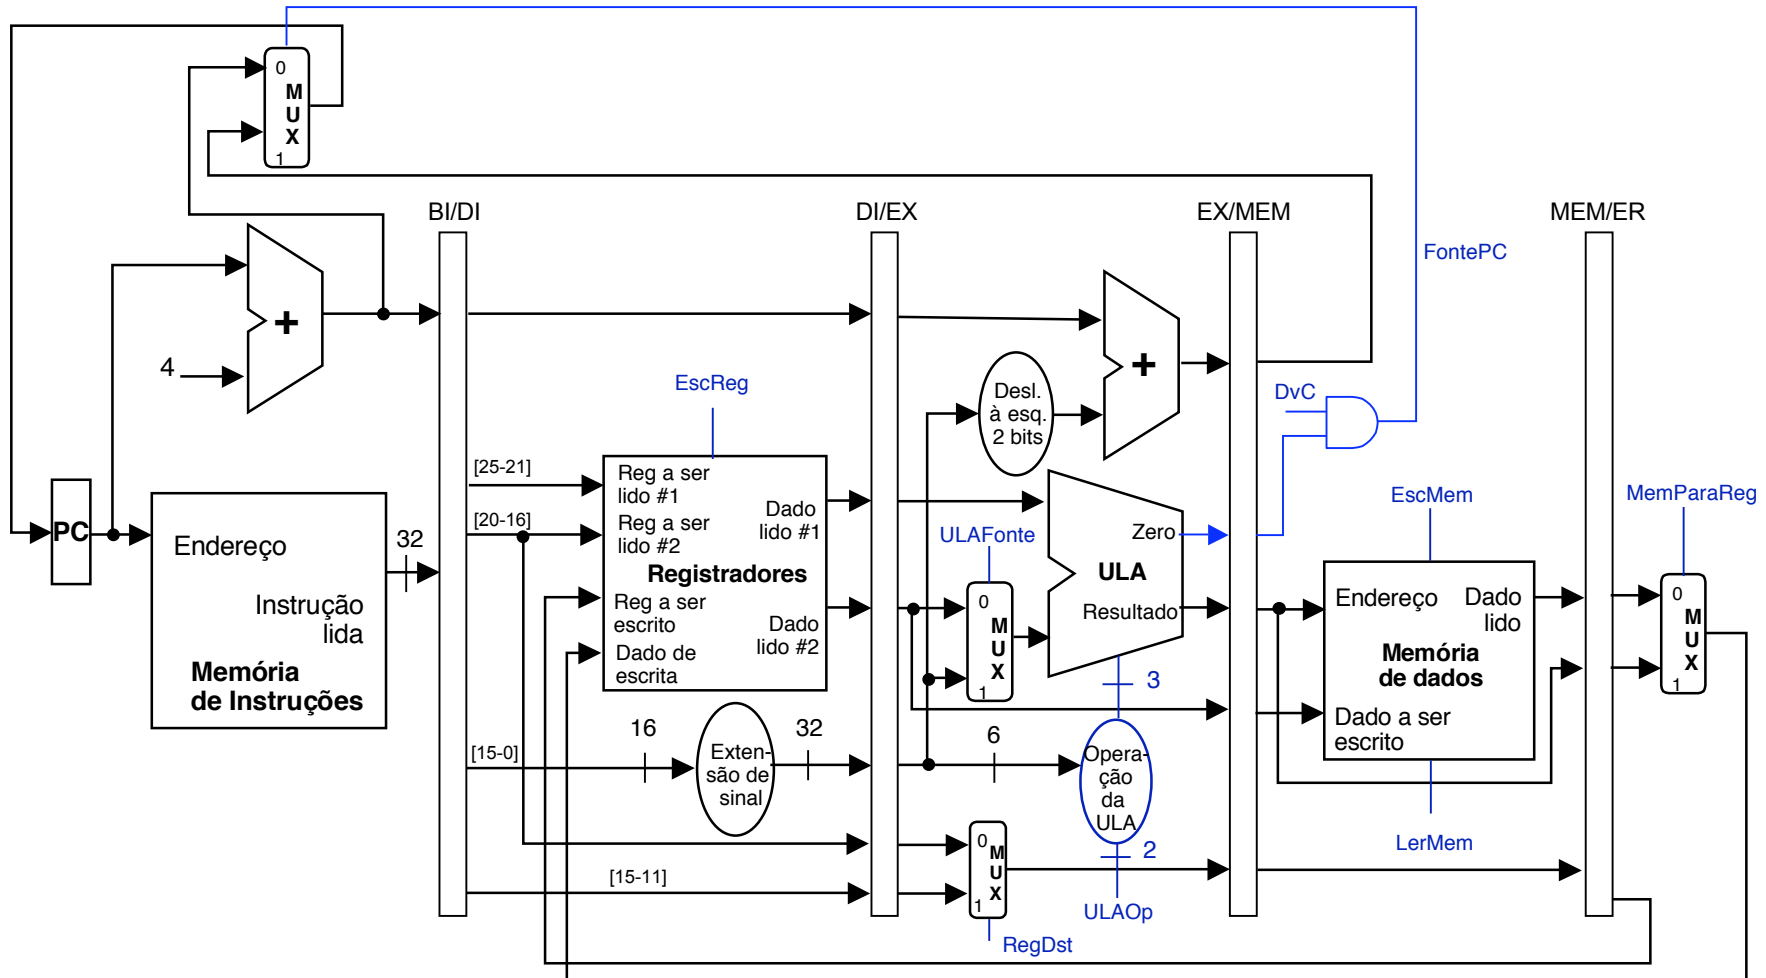 0
M
U
X
1
BI/DI
DI/EX
EX/MEM
MEM/ER
FontePC
+
4
+
EscReg
Desl.
à esq.
2 bits
DvC
[25-21]
Reg a ser
lido #1
Dado
lido #1
[20-16]
Reg a ser
lido #2
Registradores
Reg a ser
escrito
Dado
lido #2
Dado de
escrita
PC
Endereço
32
Instrução
lida
Memória
de Instruções
ULAFonte
0
M
U
X
1
Zero
ULA
Resultado
3
EscMem
MemParaReg
Endereço
Dado
lido
Memória
de dados
Dado a ser
escrito
0
M
U
X
1
[15-0]
16
Exten-
são de
sinal
32
6
Opera-
ção
da
ULA
LerMem
0
M
U
X
1
2
[15-11]
ULAOp
RegDst